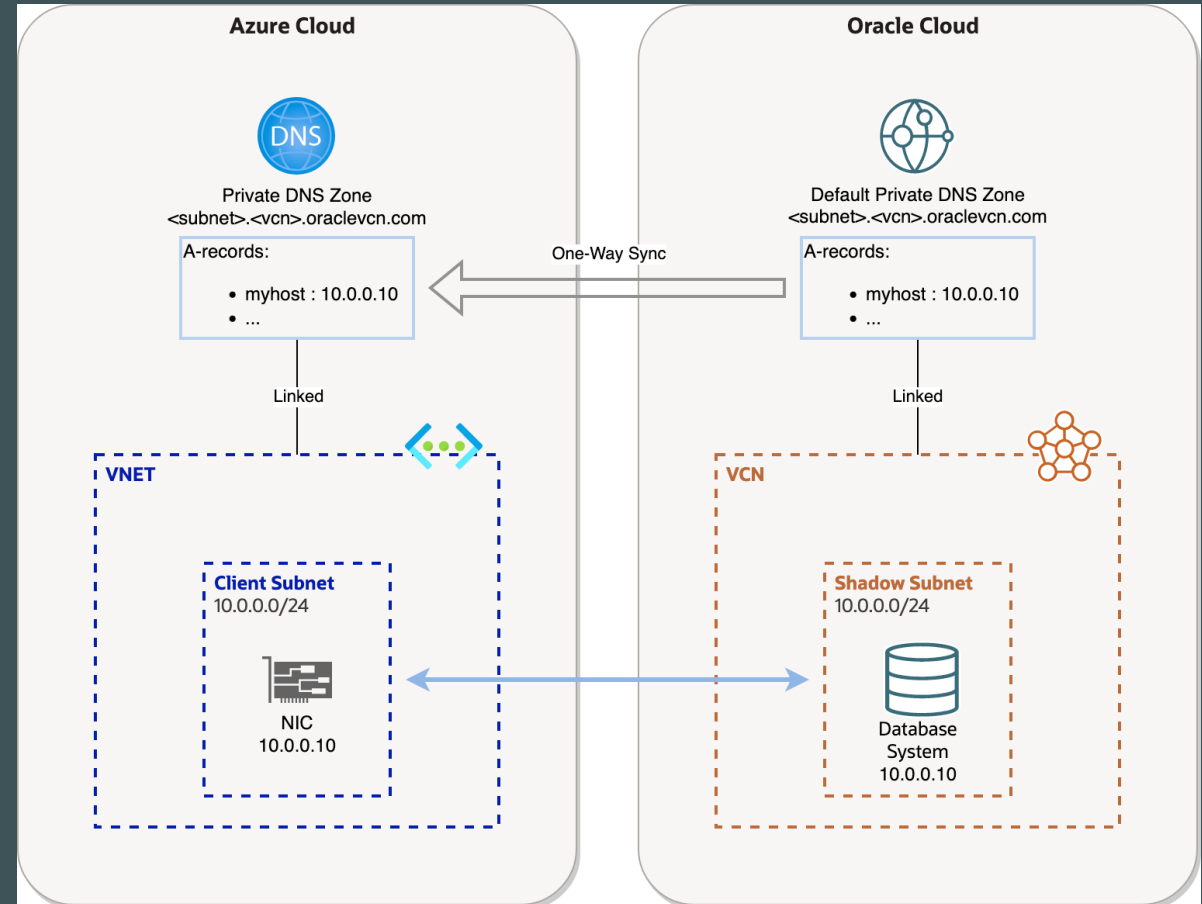 Azure Cloud
DNS
Private DNS Zone
<subnet>.<vcn>.oraclevcn.com
A-records:
• myhost : 10.0.0.10
• ...
Linked
VNET
Client Subnet
10.0.0.0/24
NIC
10.0.0.10
One-Way Sync
Oracle Cloud
Default Private DNS Zone
<subnet>.<vcn>.oraclevcn.com
A-records:
• myhost : 10.0.0.10
• ...
Linked
VCN
Shadow Subnet
10.0.0.0/24
Database
System
10.0.0.10